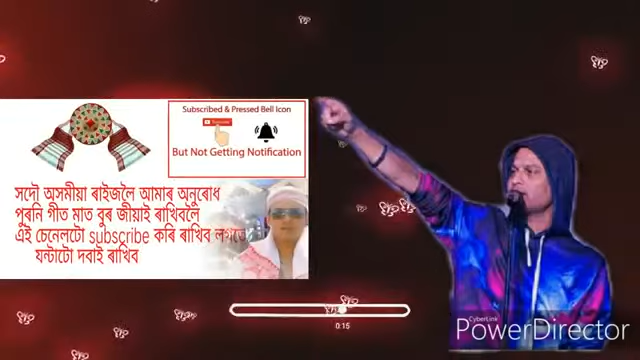 Subscribed & Pressed Bell Icon
But Not Getting Notification
সদৌ অসমীয়া ৰাইজলৈ আমাৰ অনুৰোধ
পুৰনি গীত মাত বুৰ জীয়াই ৰাখিবলৈ
এই চেনেলটো subscribe কৰি ৰাখিব লগতে
ঘন্টাটো দবাই ৰাখিব
0:15
CyberLink
PowerDirector